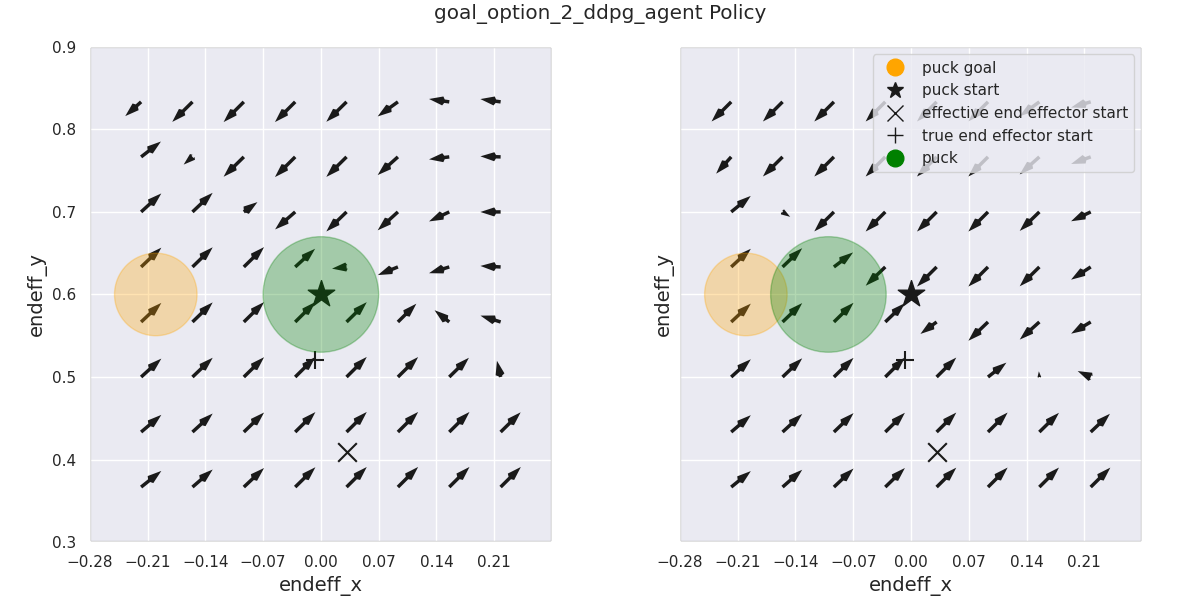 goal_option_2_ddpg_agent Policy
0.9
0.8
0.7
0.6
0.5
0.4
0.3
endeff_y
−0.28 −0.21 −0.14 −0.07 0.00 0.07 0.14 0.21
endeff_x
puck goal
puck start
effective end effector start
true end effector start
puck
endeff_y
−0.28 −0.21 −0.14 −0.07 0.00 0.07 0.14 0.21
endeff_x